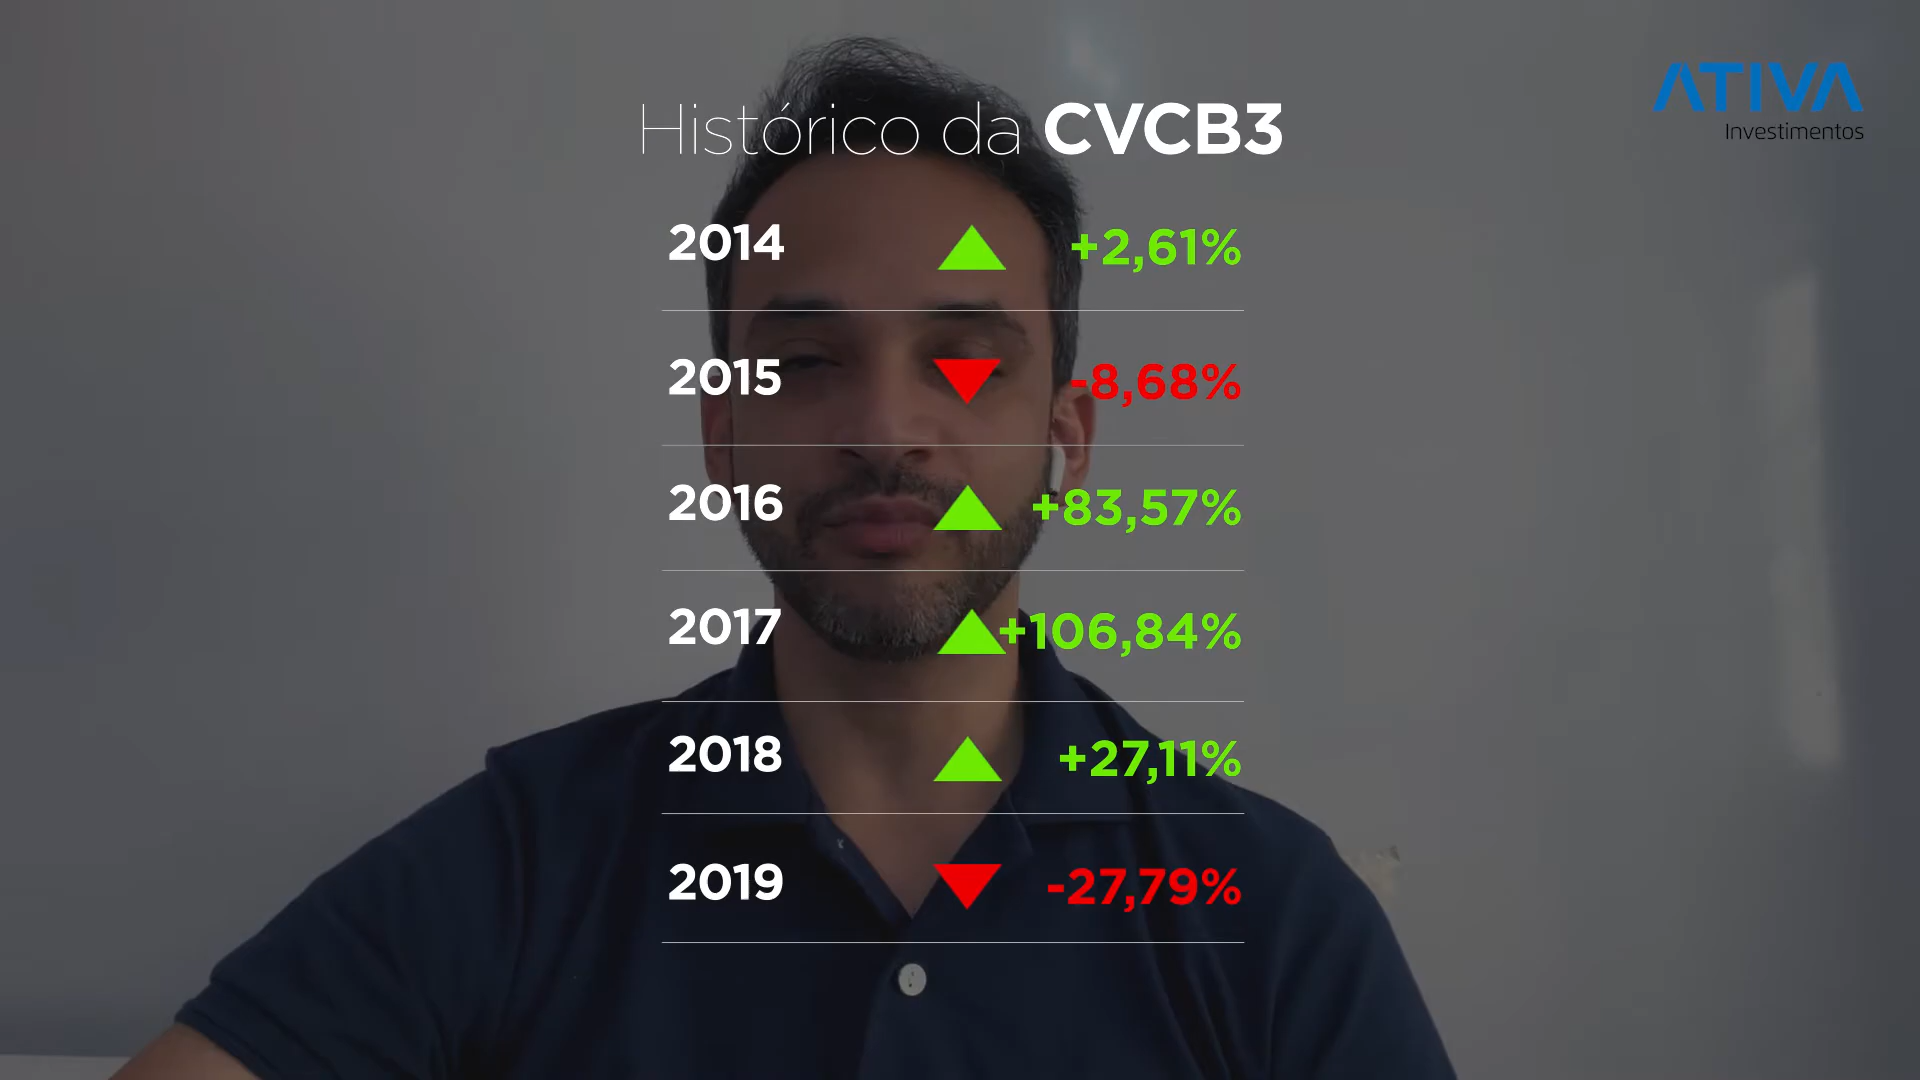 ATIVA
Investimentos
Histórico da CVCB3
2014 +2,61%
2015 -8,68%
2016 +83,57%
2017 +106,84%
2018 +27,11%
2019 -27,79%